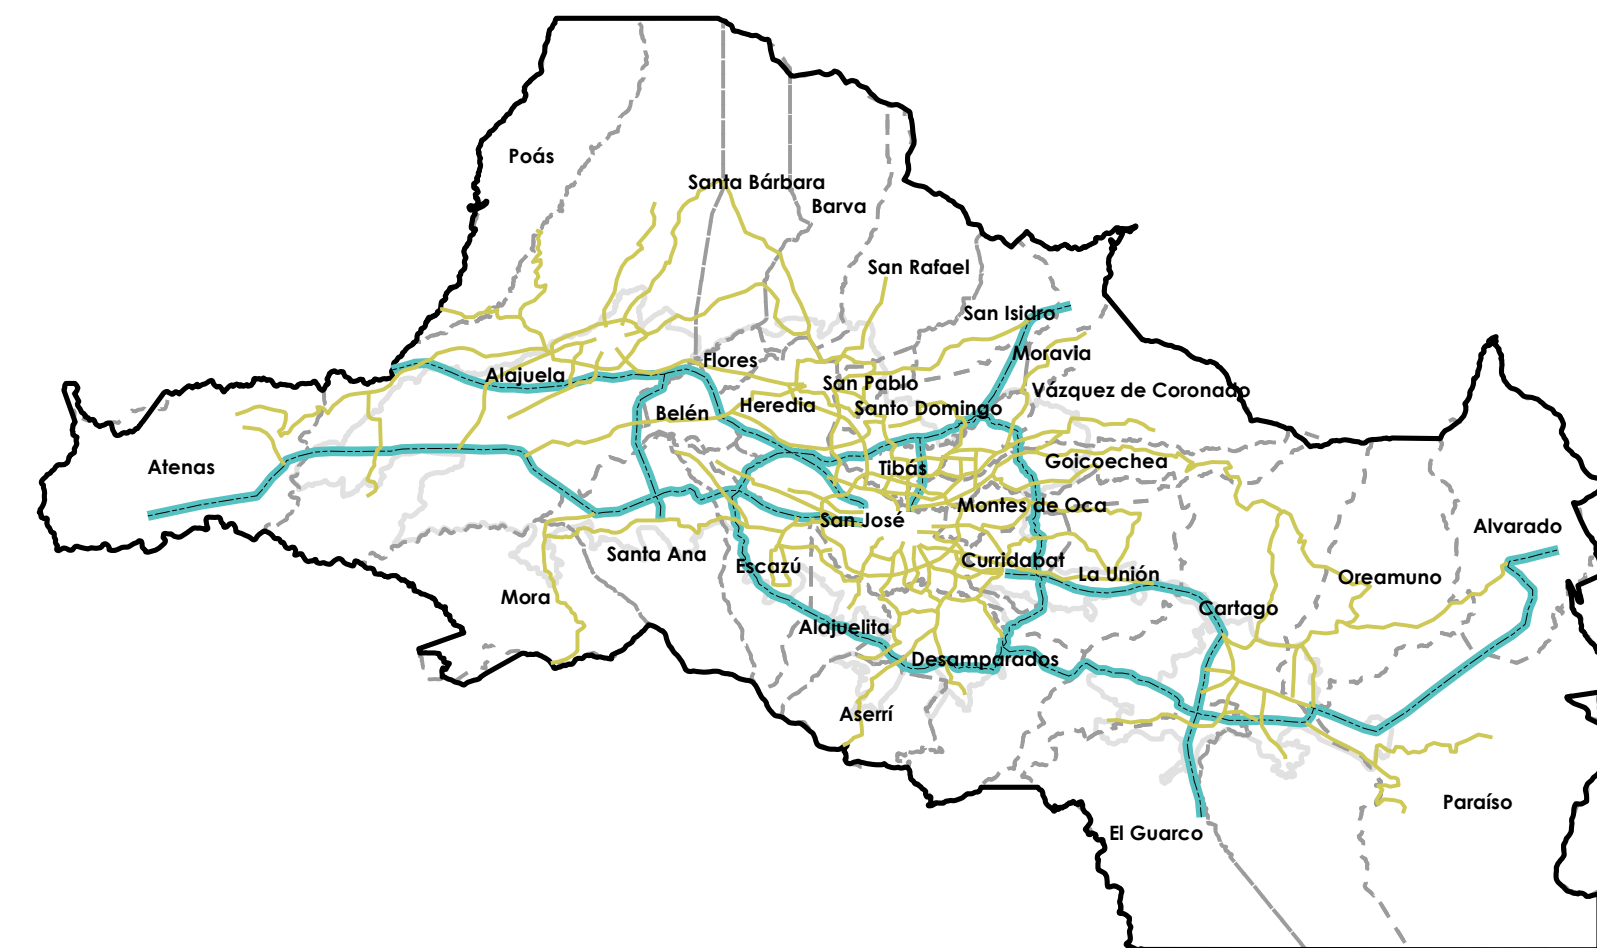 Poás
Santa Bárbara
Barva
San Rafael
San Isidro
Moravia
Flores
Alajuela
San Pablo
Vázquez de Coronado
Heredia
Santo Domingo
Belén
Atenas
Tibás
Goicoechea
Montes de Oca
San José
Alvarado
Santa Ana
Escazú
Curridabat
La Unión
Oreamuno
Mora
Cartago
Alajuelita
Desamparados
Aserrí
Paraíso
El Guarco